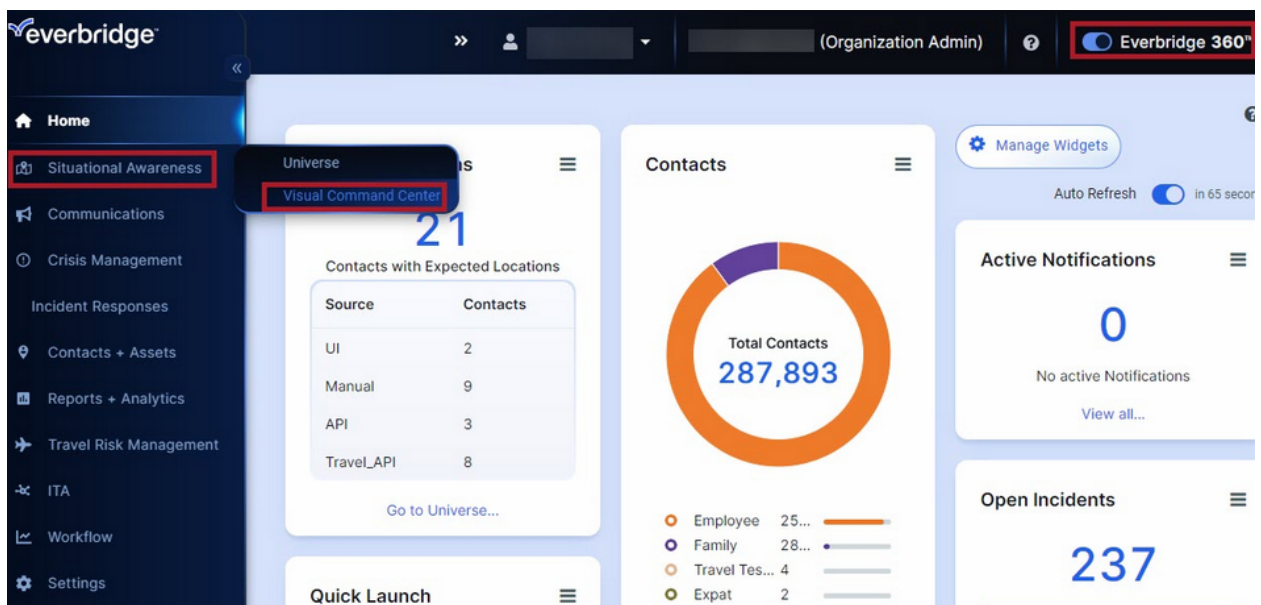 everbridge™
(Organization Admin)
Everbridge 360™
Home
Situational Awareness
Communications
Crisis Management
Incident Responses
Contacts + Assets
Reports + Analytics
Travel Risk Management
ITA
Workflow
Settings
Universe
Visual Command Center
21
Contacts with Expected Locations
Source Contacts
UI 2
Manual 9
API 3
Travel_API 8
Go to Universe...
Quick Launch
Contacts
Total Contacts
287,893
Employee 25...
Family 28...
Travel Tes... 4
Expat 2
Manage Widgets
Auto Refresh in 65 secon
Active Notifications
0
No active Notifications
View all...
Open Incidents
237